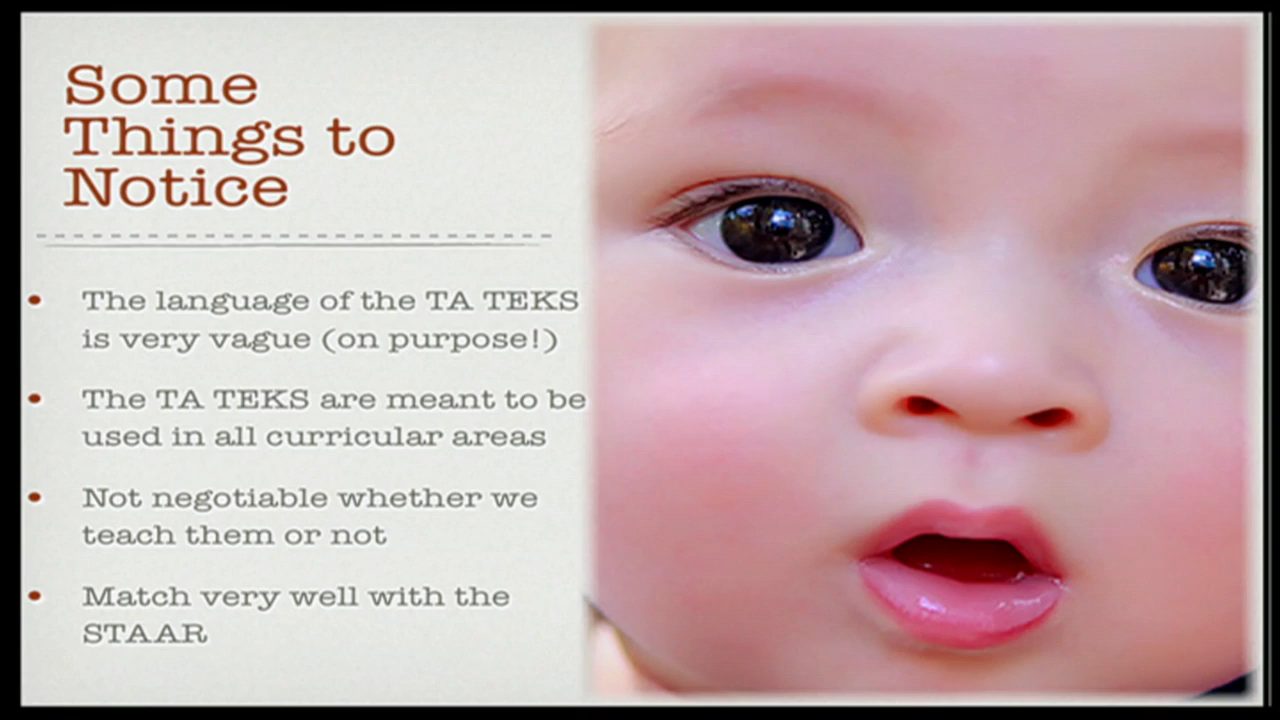 Some
Things to
Notice
• The language of the TA TEKS
is very vague (on purpose!)
• The TA TEKS are meant to be
used in all curricular areas
• Not negotiable whether we
teach them or not
• Match very well with the
STAAR